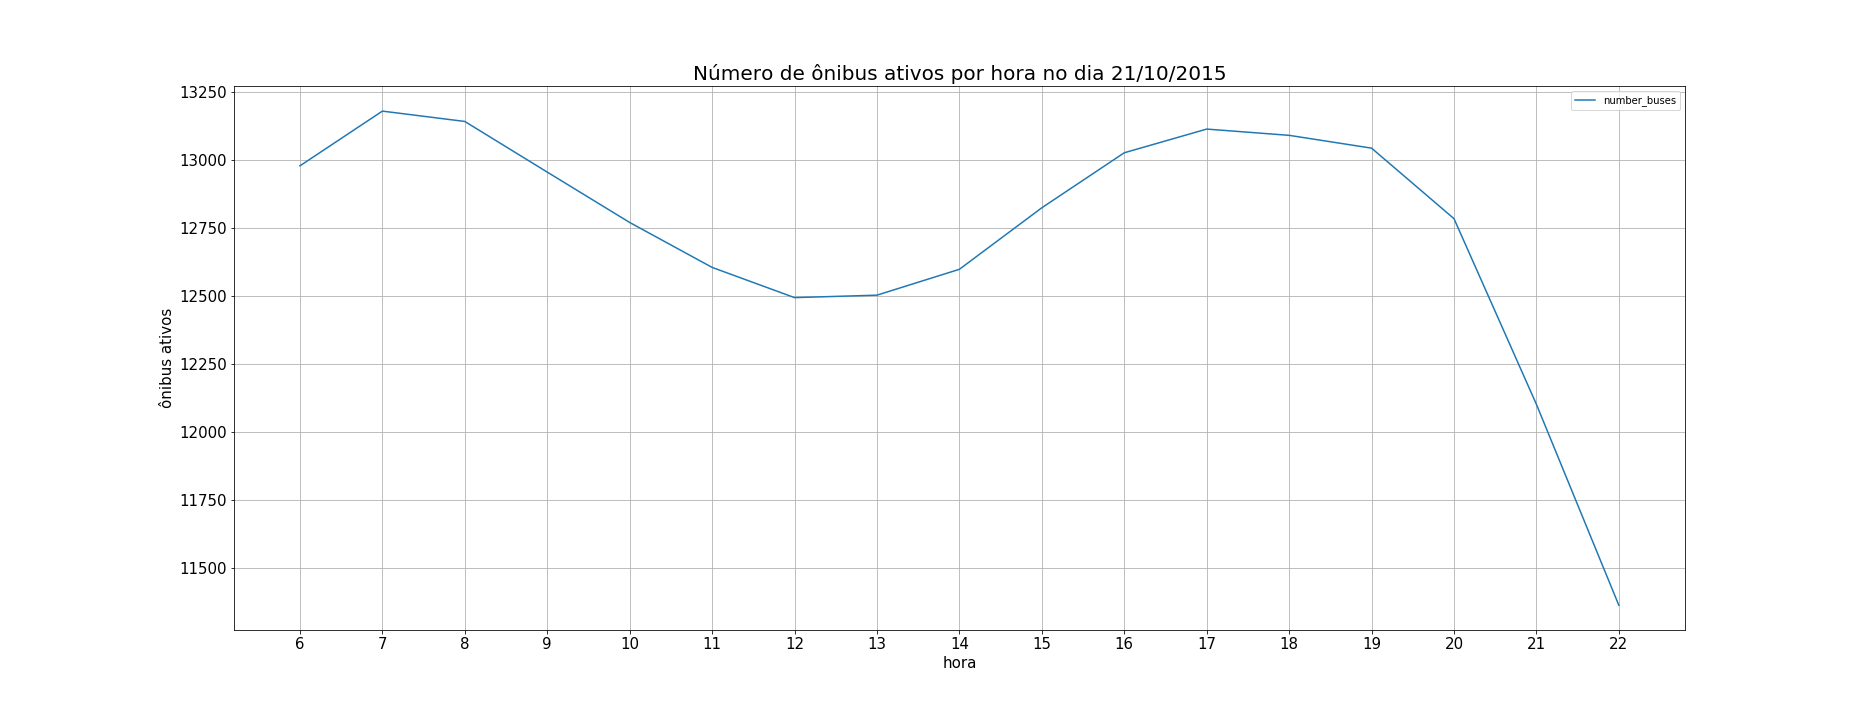 Número de ônibus ativos por hora no dia 21/10/2015
number_buses
13250
13000
12750
12500
12250
12000
11750
11500
ônibus ativos
6 7 8 9 10 11 12 13 14 15 16 17 18 19 20 21 22
hora